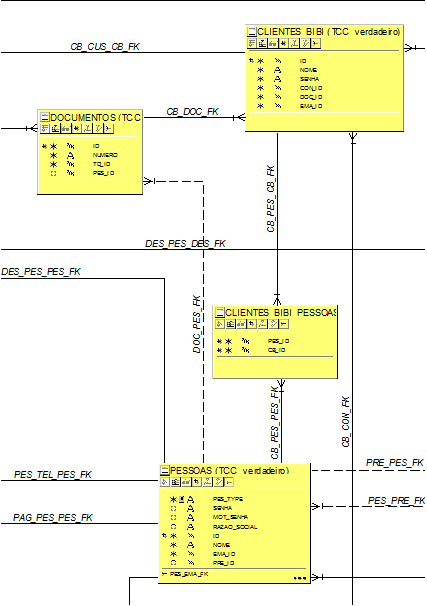 CLIENTES BIBI (TCC verdadeiro)
ID
NOME
SENHA
CON_ID
DOC_ID
EMA_ID
CB_CUS_CB_FK
CB_DOC_FK
DOCUMENTOS (TCC
ID
NUMERO
TD_ID
PES_ID
CB_PES_CB_FK
DES_PES_DES_FK
DES_PES_PES_FK
DOC_PES_FK
CLIENTES BIBI PESSOAS
PES_ID
CB_ID
CB_PES_PES_FK
CB_CON_FK
PESSOAS (TCC verdadeiro)
PES_TYPE
SENHA
MOT_SENHA
RAZAO_SOCIAL
ID
NOME
EMA_ID
PRE_ID
PES_EMA_FK
PES_TEL_PES_FK
PAG_PES_PES_FK
PRE_PES_FK
PES_PRE_FK